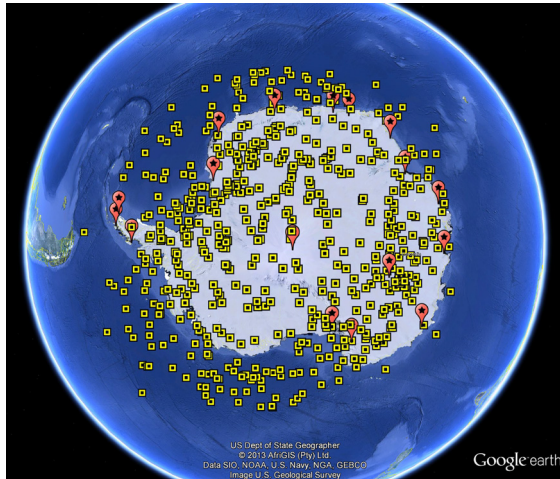 US Dept of State Geographer
© 2013 AfriGIS (Pty) Ltd.
Data SIO, NOAA, U.S. Navy, NGA, GEBCO
Image U.S. Geological Survey
Google earth